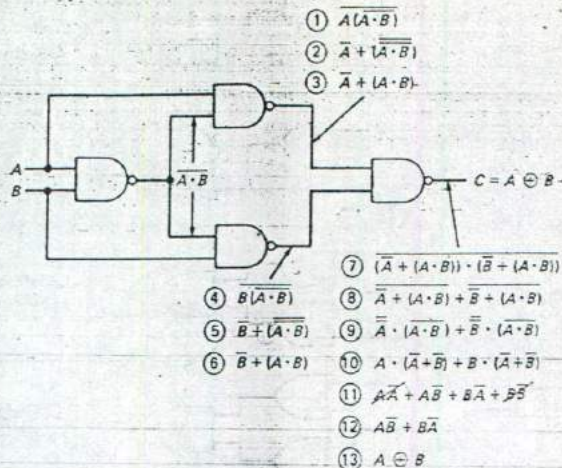 ① A̅(̅A̅·̅B̅)̅
② A̅ + (A̿·̿B̿)
③ A̅ + (A·B)
A
B
A̅·̅B̅
C = A ⊕ B
④ B̅(̅A̅·̅B̅)̅
⑤ B̅ + (A̿·̿B̿)
⑥ B̅ + (A·B)
⑦ (̅A̅ ̅+̅ ̅(̅A̅·̅B̅)̅)̅ ̅·̅ ̅(̅B̅ ̅+̅ ̅(̅A̅·̅B̅)̅)̅
⑧ A̿ ̅+̅ ̅(̅A̅·̅B̅)̅ + B̿ ̅+̅ ̅(̅A̅·̅B̅)̅
⑨ A̿ · (A̅·̅B̅) + B̿ · (A̅·̅B̅)
⑩ A · (A̅+B̅) + B · (A̅+B̅)
⑪ AA̅ + AB̅ + BA̅ + BB̅
⑫ AB̅ + BA̅
⑬ A ⊕ B